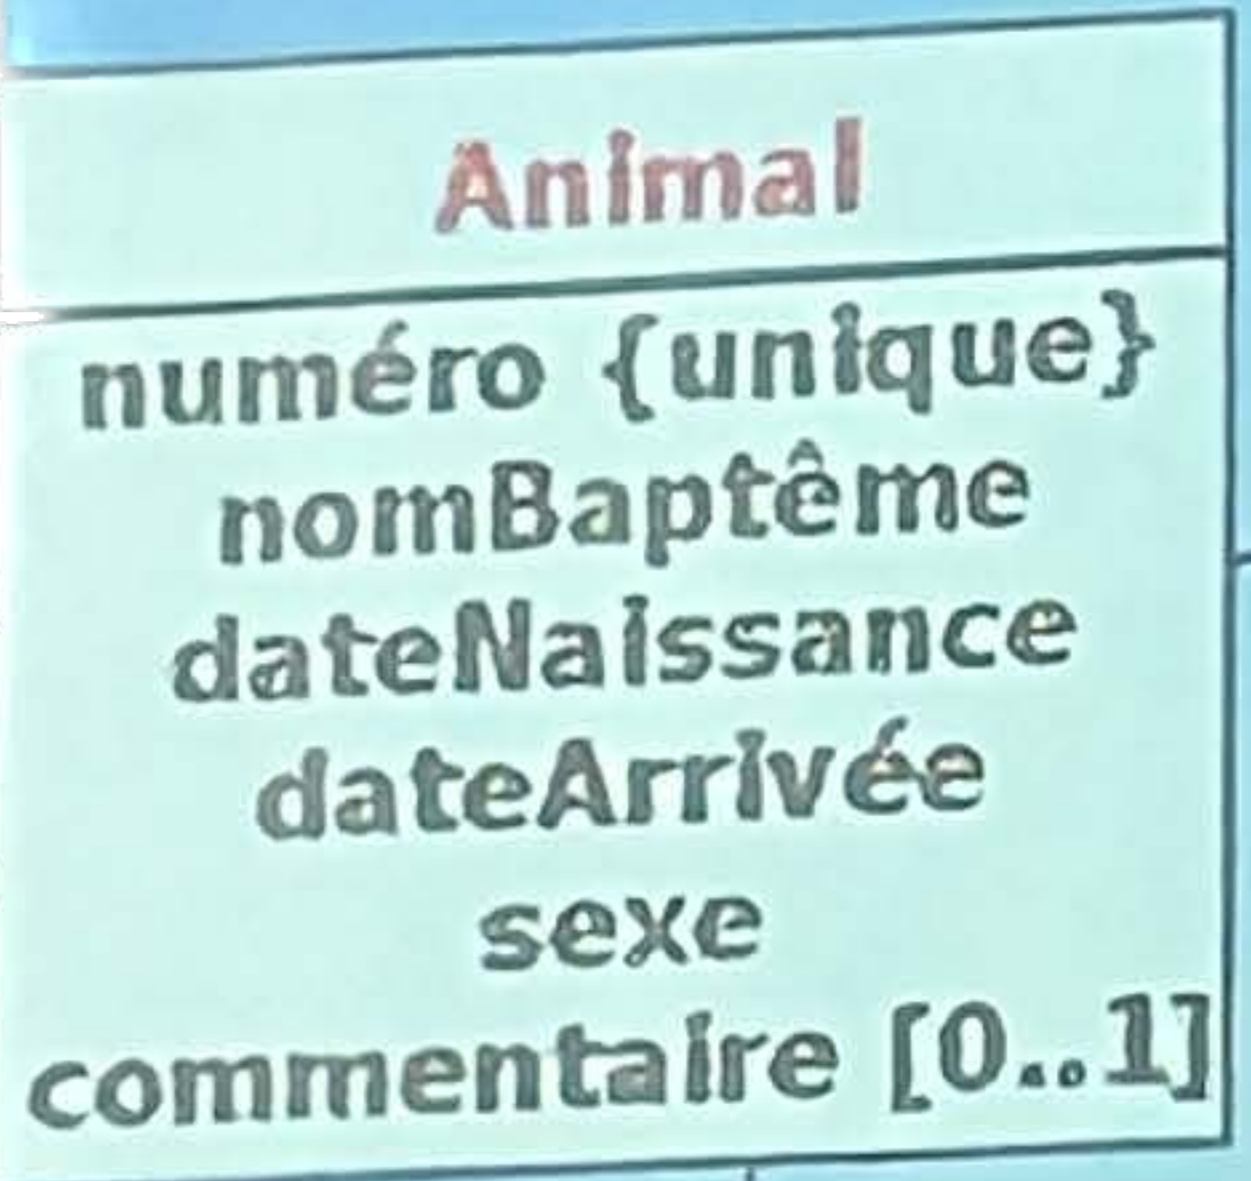 Animal
numéro {unique}
nomBaptême
dateNaissance
dateArrivée
sexe
commentaire [0..1]